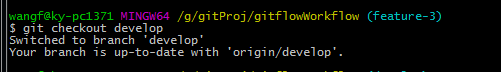 wangf@ky-pc1371 MINGW64 /g/gitProj/gitflowWorkflow (feature-3)
$ git checkout develop
Switched to branch 'develop'
Your branch is up-to-date with 'origin/develop'.